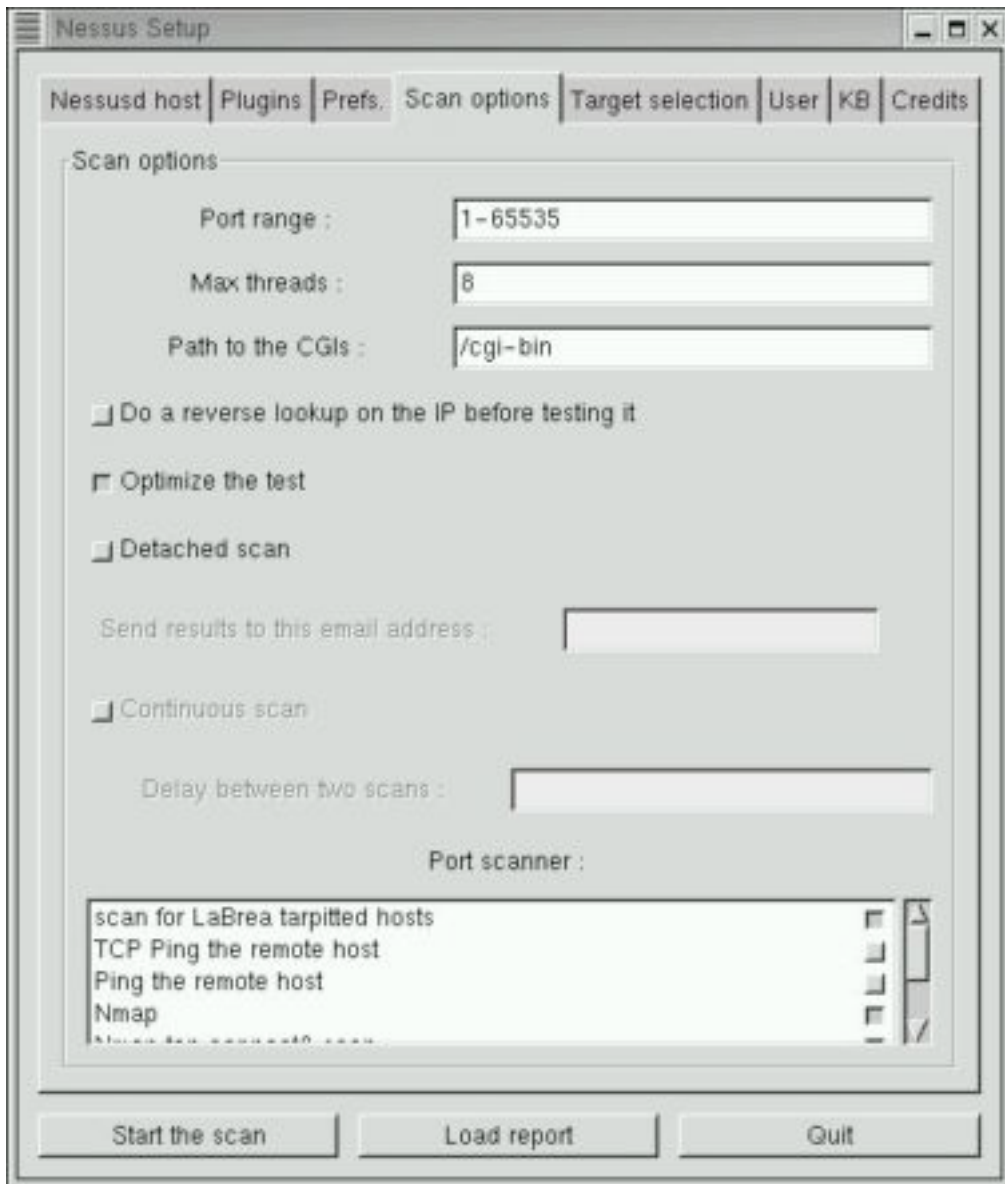 Nessus Setup
Nessusd host Plugins Prefs. Scan options Target selection User KB Credits
Scan options
Port range :
1-65535
Max threads :
8
Path to the CGIs :
/cgi-bin
Do a reverse lookup on the IP before testing it
Optimize the test
Detached scan
Send results to this email address :
Continuous scan
Delay between two scans :
Port scanner :
scan for LaBrea tarpitted hosts
TCP Ping the remote host
Ping the remote host
Nmap
Start the scan Load report Quit